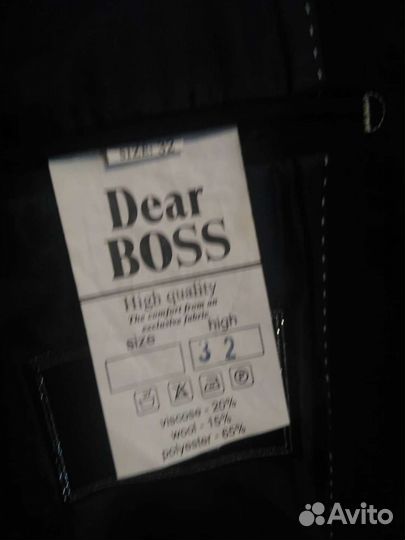 SIZE: 32
Dear
BOSS
High quality
The comfort from an
exclusive fabric
size high
3 2
viscose - 20%
wool - 15%
polyester - 65%
Avito